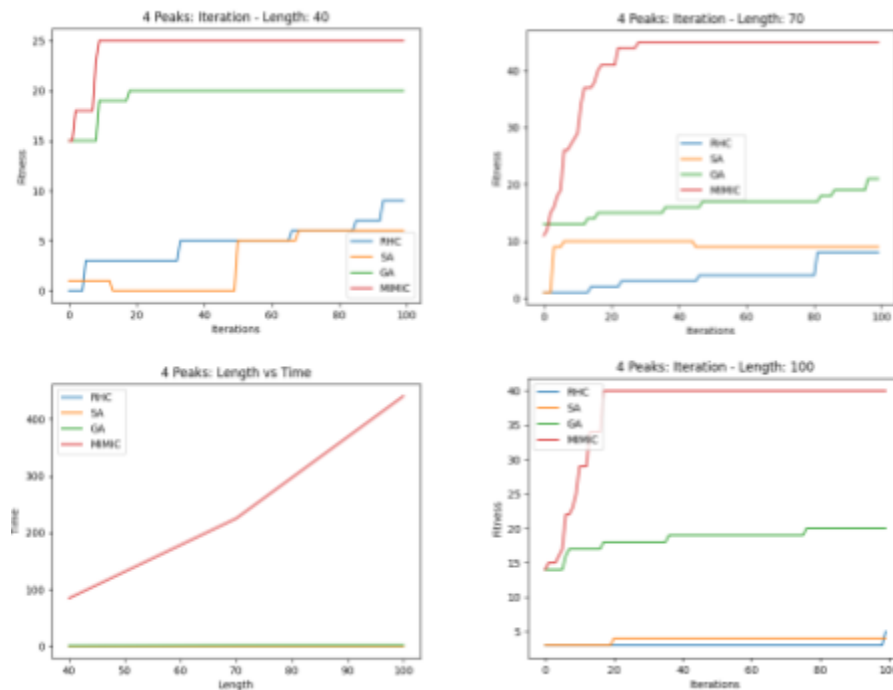 4 Peaks: Iteration - Length: 40
25
20
15
10
5
0
Fitness
RHC
SA
GA
MIMIC
0 20 40 60 80 100
Iterations
4 Peaks: Iteration - Length: 70
40
30
20
10
0
Fitness
RHC
SA
GA
MIMIC
0 20 40 60 80 100
Iterations
4 Peaks: Length vs Time
RHC
SA
GA
MIMIC
400
300
200
100
0
Time
40 50 60 70 80 90 100
Length
4 Peaks: Iteration - Length: 100
RHC
SA
GA
MIMIC
40
35
30
25
20
15
10
5
Fitness
0 20 40 60 80 100
Iterations